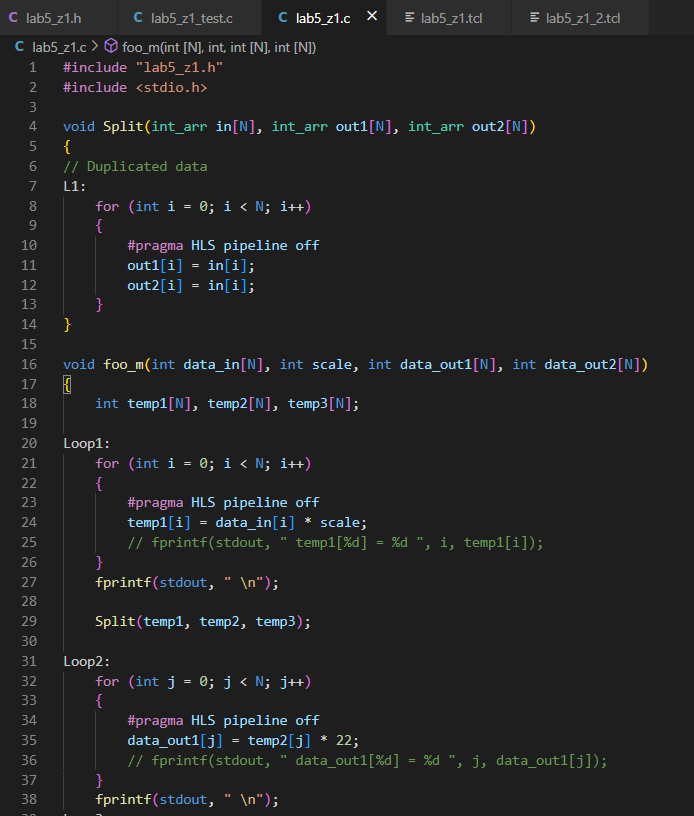 C lab5_z1.h C lab5_z1_test.c C lab5_z1.c × lab5_z1.tcl lab5_z1_2.tcl
C lab5_z1.c > foo_m(int [N], int, int [N], int [N])
1 #include "lab5_z1.h"
2 #include <stdio.h>
3
4 void Split(int_arr in[N], int_arr out1[N], int_arr out2[N])
5 {
6 // Duplicated data
7 L1:
8 for (int i = 0; i < N; i++)
9 {
10 #pragma HLS pipeline off
11 out1[i] = in[i];
12 out2[i] = in[i];
13 }
14 }
15
16 void foo_m(int data_in[N], int scale, int data_out1[N], int data_out2[N])
17 {
18 int temp1[N], temp2[N], temp3[N];
19
20 Loop1:
21 for (int i = 0; i < N; i++)
22 {
23 #pragma HLS pipeline off
24 temp1[i] = data_in[i] * scale;
25 // fprintf(stdout, " temp1[%d] = %d ", i, temp1[i]);
26 }
27 fprintf(stdout, " \n");
28
29 Split(temp1, temp2, temp3);
30
31 Loop2:
32 for (int j = 0; j < N; j++)
33 {
34 #pragma HLS pipeline off
35 data_out1[j] = temp2[j] * 22;
36 // fprintf(stdout, " data_out1[%d] = %d ", j, data_out1[j]);
37 }
38 fprintf(stdout, " \n");